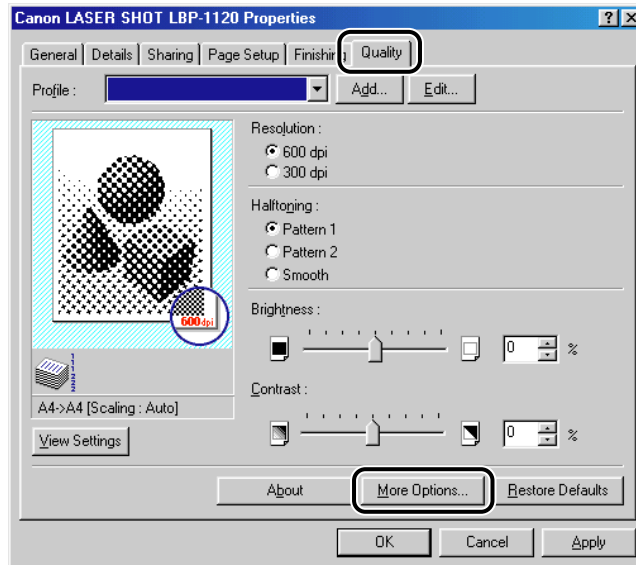 Canon LASER SHOT LBP-1120 Properties
General Details Sharing Page Setup Finishing Quality
Profile : Add... Edit...
Resolution :
600 dpi
300 dpi
Halftoning :
Pattern 1
Pattern 2
Smooth
600dpi
Brightness :
0 %
A4->A4 [Scaling : Auto]
Contrast :
View Settings
0 %
About More Options... Restore Defaults
OK Cancel Apply